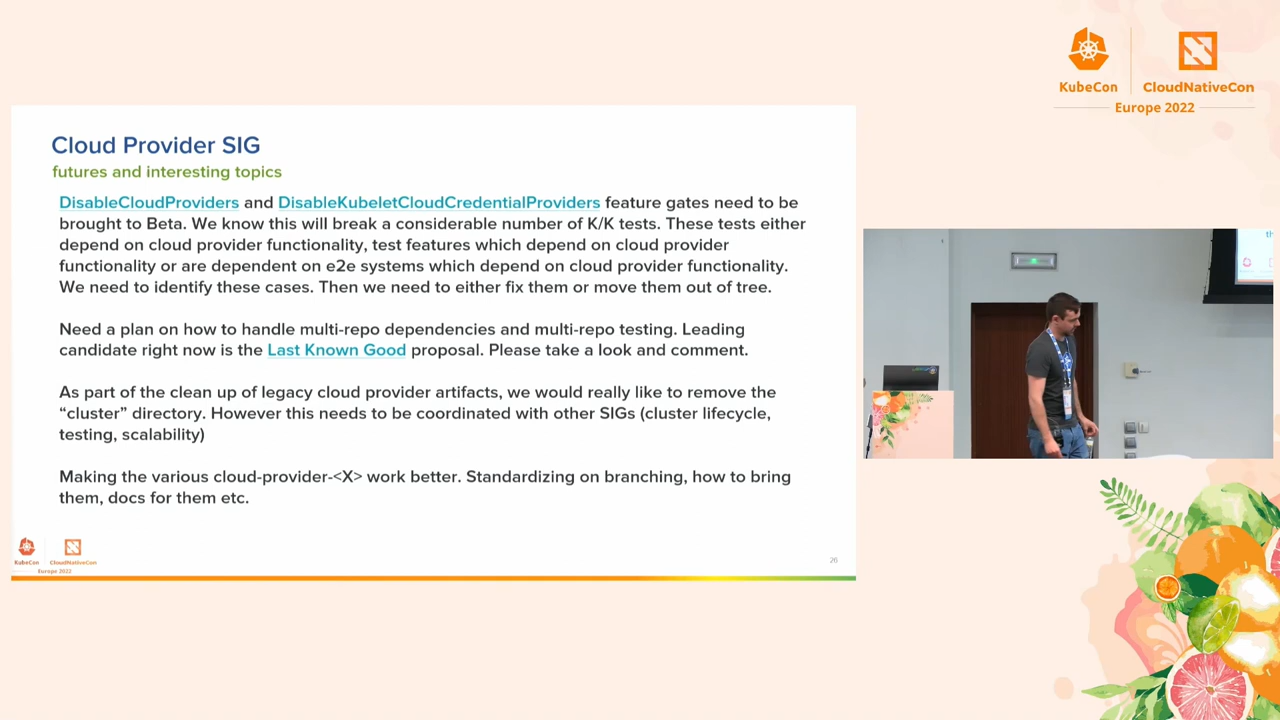 KubeCon
CloudNativeCon
Europe 2022
Cloud Provider SIG
futures and interesting topics
DisableCloudProviders and DisableKubeletCloudCredentialProviders feature gates need to be
brought to Beta. We know this will break a considerable number of K/K tests. These tests either
depend on cloud provider functionality, test features which depend on cloud provider
functionality or are dependent on e2e systems which depend on cloud provider functionality.
We need to identify these cases. Then we need to either fix them or move them out of tree.
Need a plan on how to handle multi-repo dependencies and multi-repo testing. Leading
candidate right now is the Last Known Good proposal. Please take a look and comment.
As part of the clean up of legacy cloud provider artifacts, we would really like to remove the
“cluster” directory. However this needs to be coordinated with other SIGs (cluster lifecycle,
testing, scalability)
Making the various cloud-provider-<X> work better. Standardizing on branching, how to bring
them, docs for them etc.
KubeCon
CloudNativeCon
Europe 2022
26